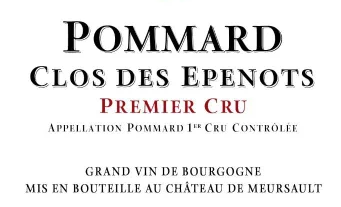 POMMARD
CLOS DES EPENOTS
PREMIER CRU
APPELLATION POMMARD 1ER CRU CONTRÔLÉE
GRAND VIN DE BOURGOGNE
MIS EN BOUTEILLE AU CHÂTEAU DE MEURSAULT